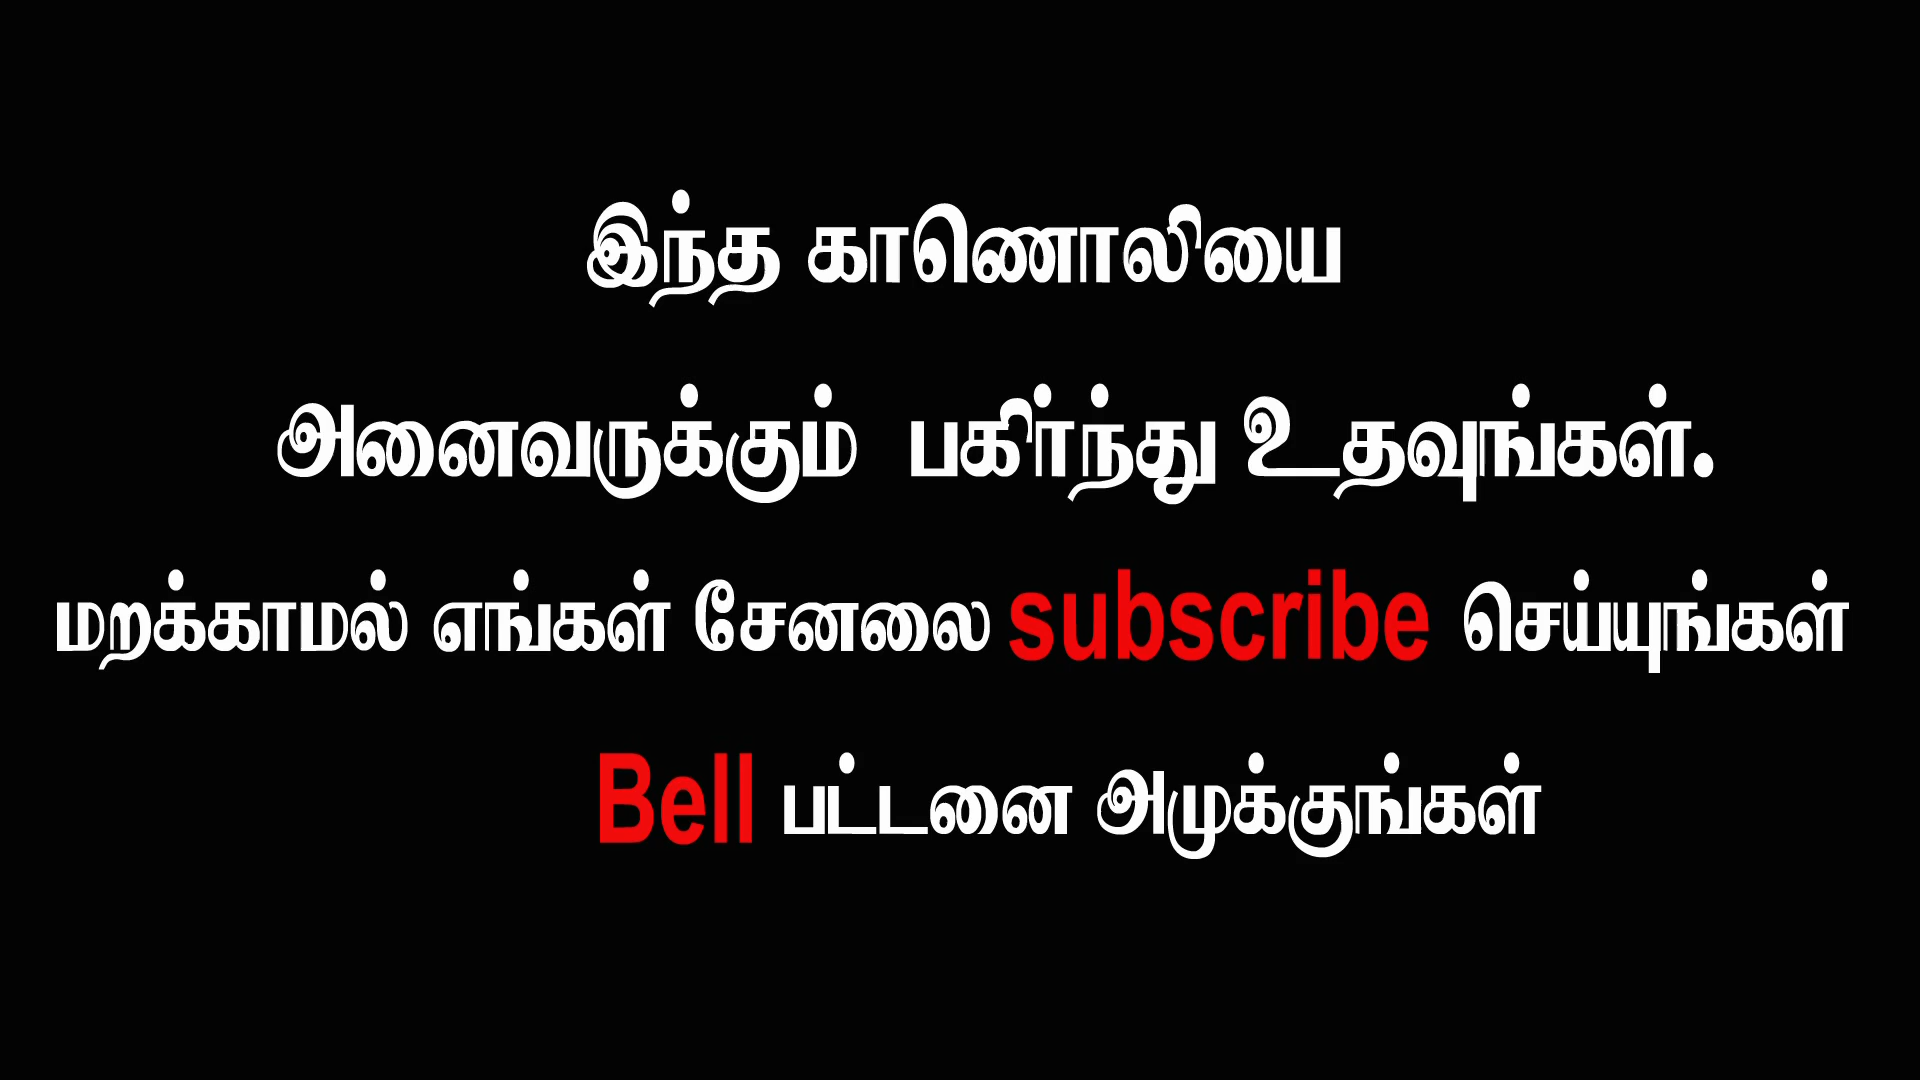 இந்த காணொலியை
அனைவருக்கும் பகிர்ந்து உதவுங்கள்.
மறக்காமல் எங்கள் சேனலை subscribe செய்யுங்கள்
Bell பட்டனை அழுக்குங்கள்